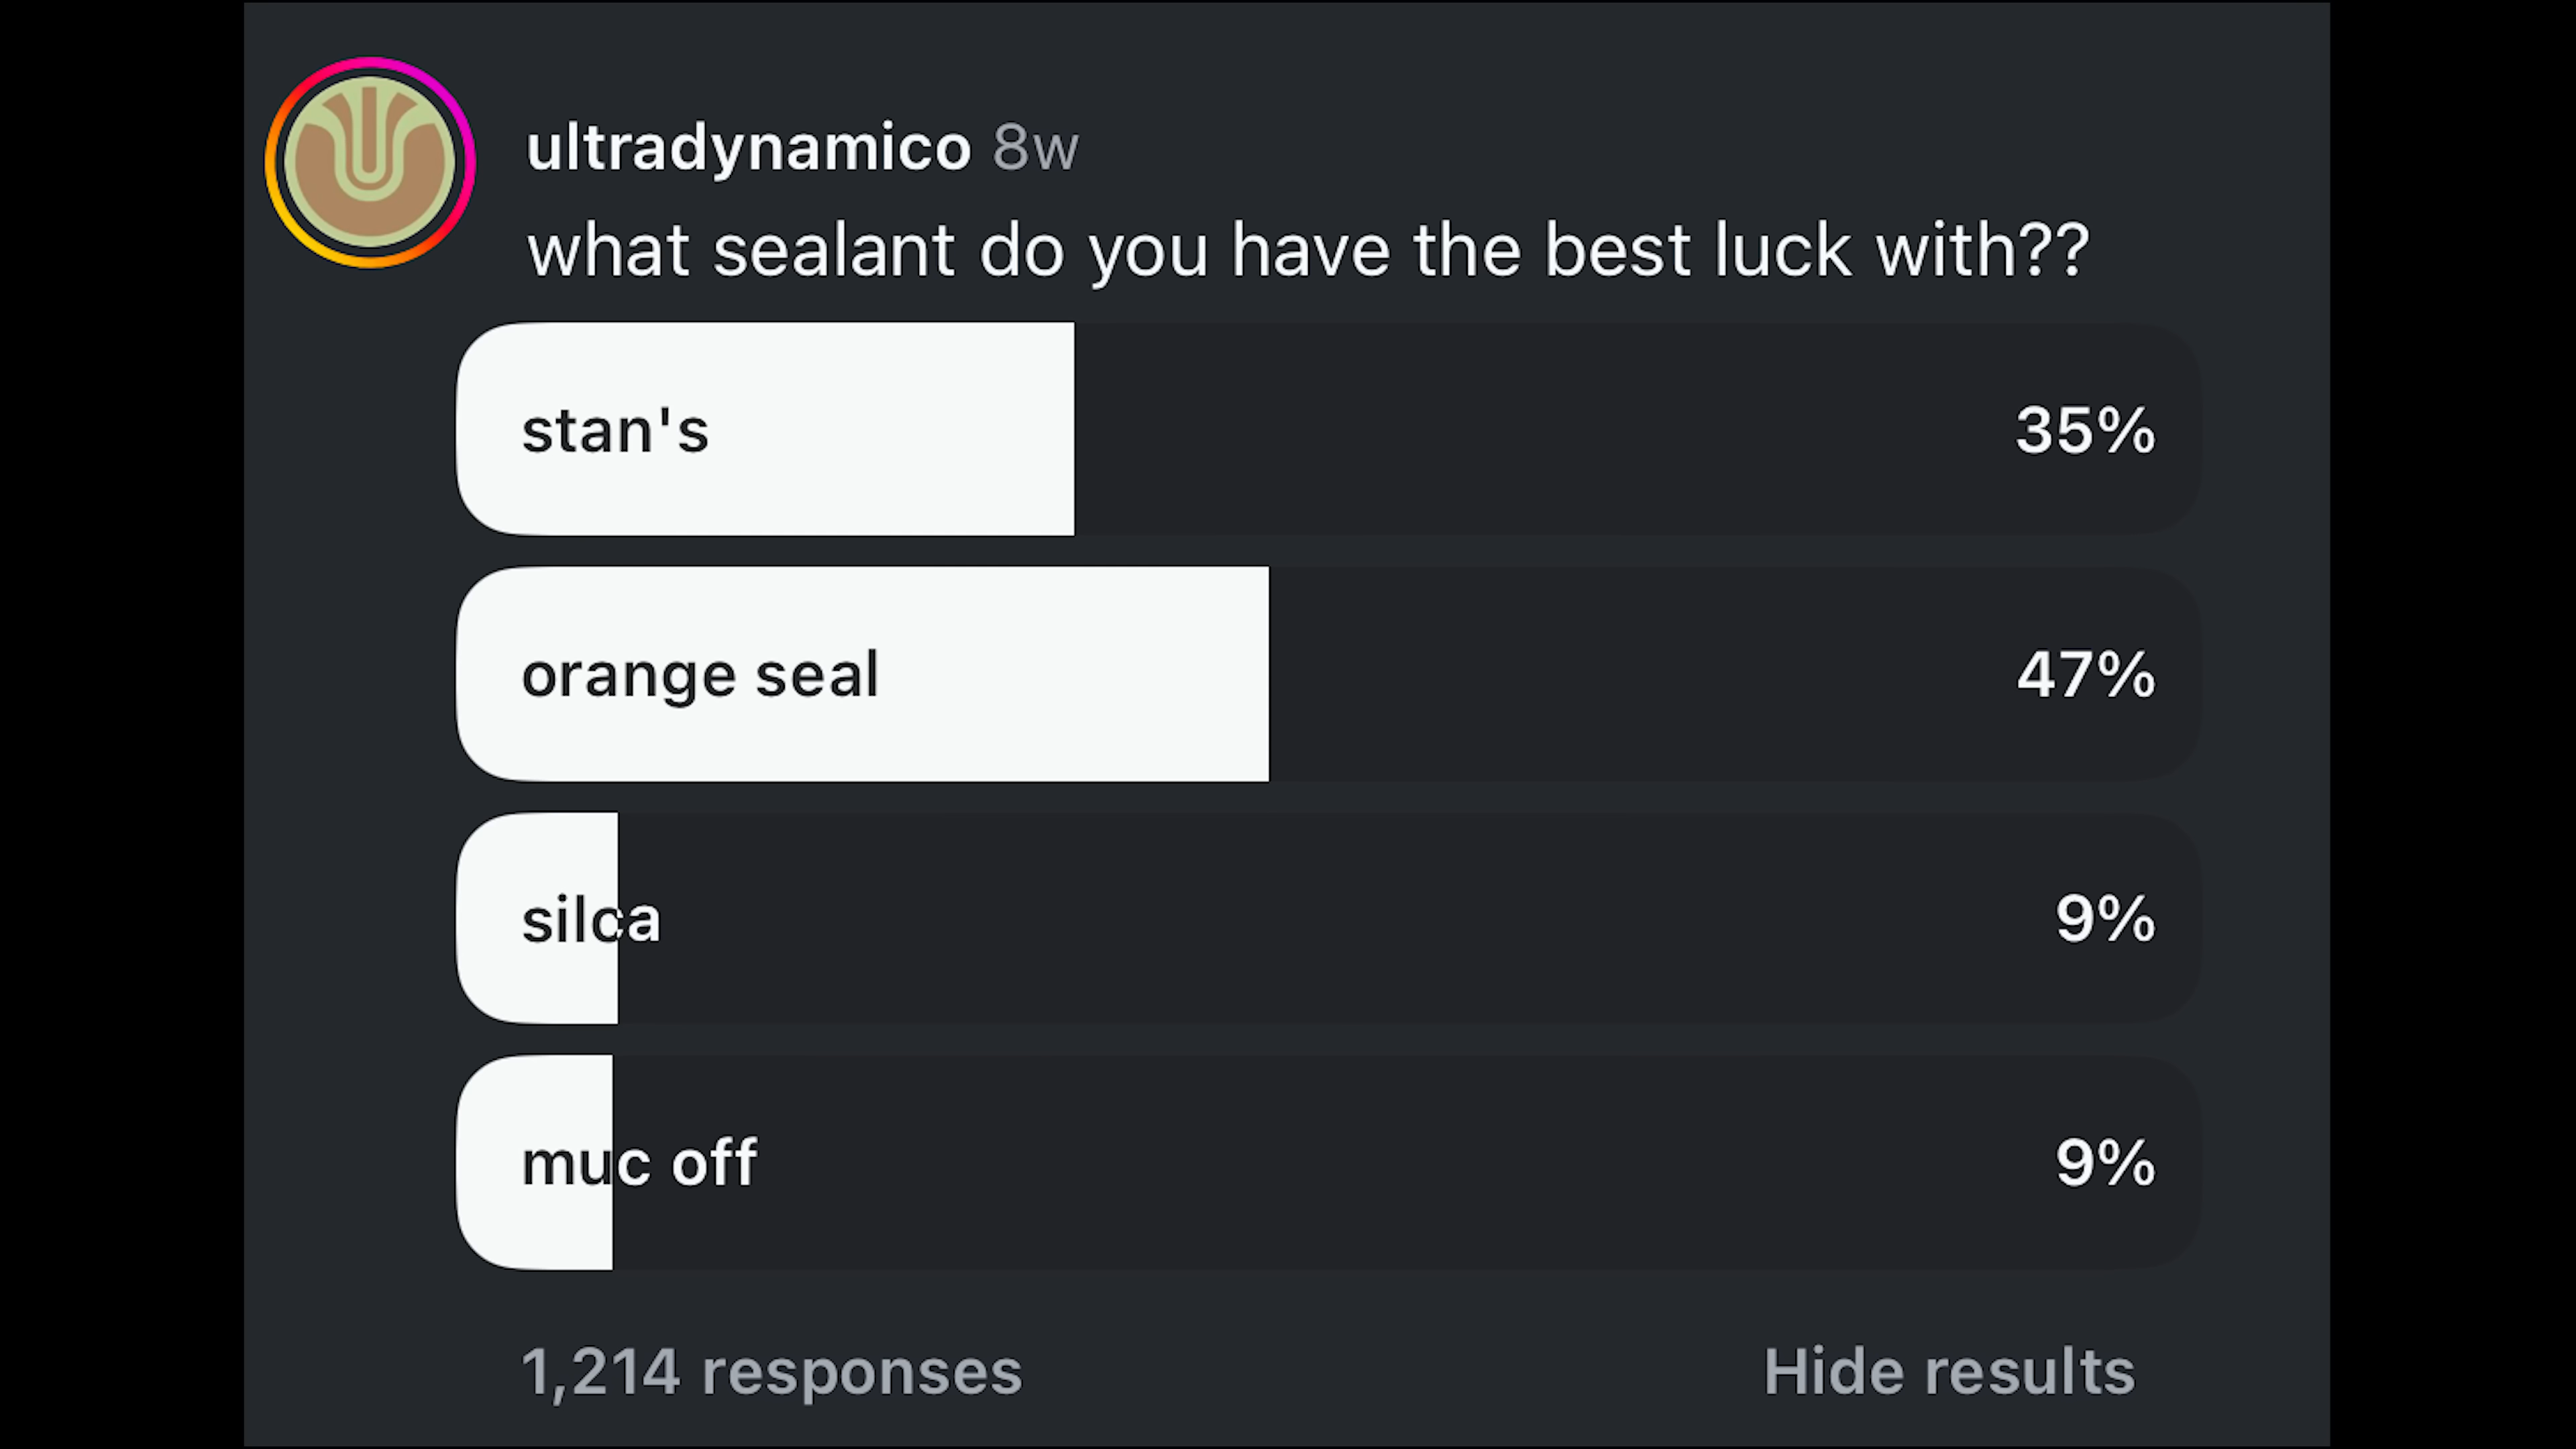 ultradynamico 8w
what sealant do you have the best luck with??
stan's 35%
orange seal 47%
silca 9%
muc off 9%
1,214 responses Hide results